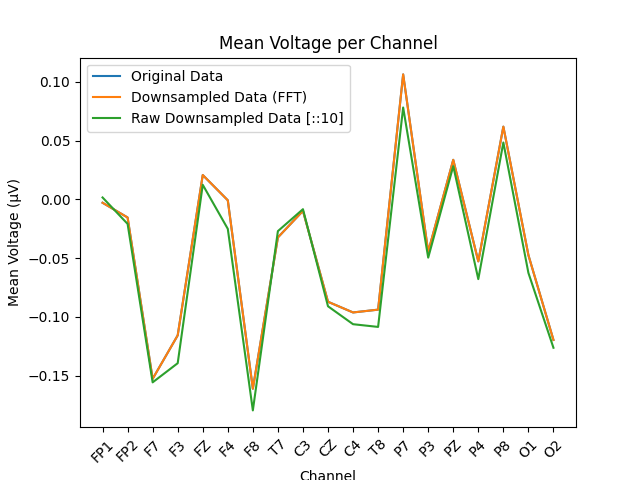 Mean Voltage per Channel
Original Data
Downsampled Data (FFT)
Raw Downsampled Data [::10]
Mean Voltage (μV)
0.10
0.05
0.00
−0.05
−0.10
−0.15
FP1 FP2 F7 F3 FZ F4 F8 T7 C3 CZ C4 T8 P7 P3 PZ P4 P8 O1 O2
Channel